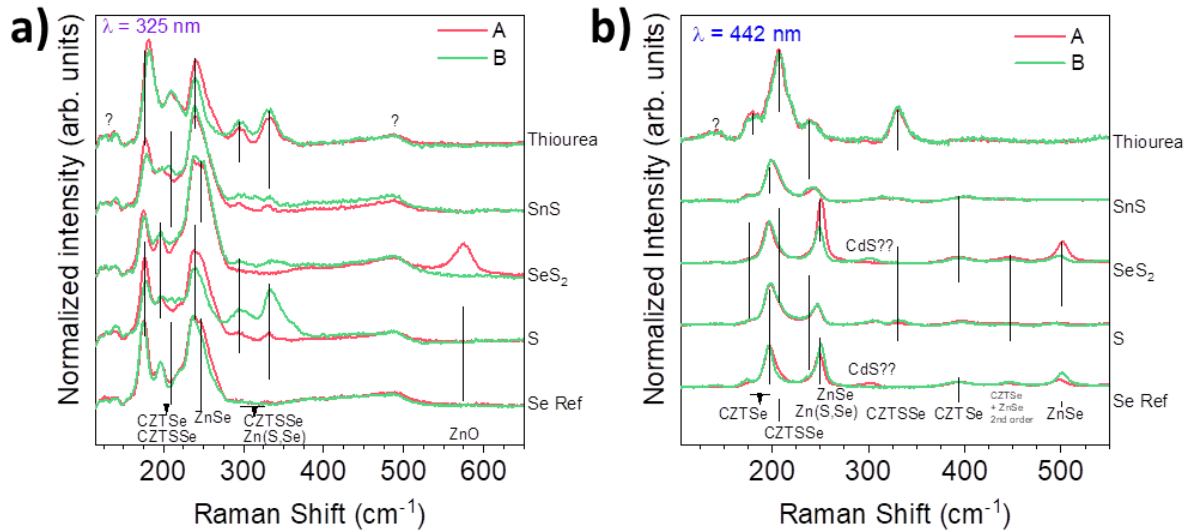 a)
λ = 325 nm
A
B
?
?
Thiourea
SnS
SeS₂
S
Se Ref
CZTSe
CZTSSe
ZnSe
CZTSSe
Zn(S,Se)
ZnO
200 300 400 500 600
Raman Shift (cm⁻¹)
Normalized intensity (arb. units)
b)
λ = 442 nm
A
B
?
Thiourea
SnS
CdS??
SeS₂
S
CdS??
Se Ref
CZTSe
CZTSSe
ZnSe
Zn(S,Se)
CZTSSe
CZTSe
CZTSe
+ ZnSe
2nd order
ZnSe
200 300 400 500
Raman Shift (cm⁻¹)
Normalized Intensity (arb. units)